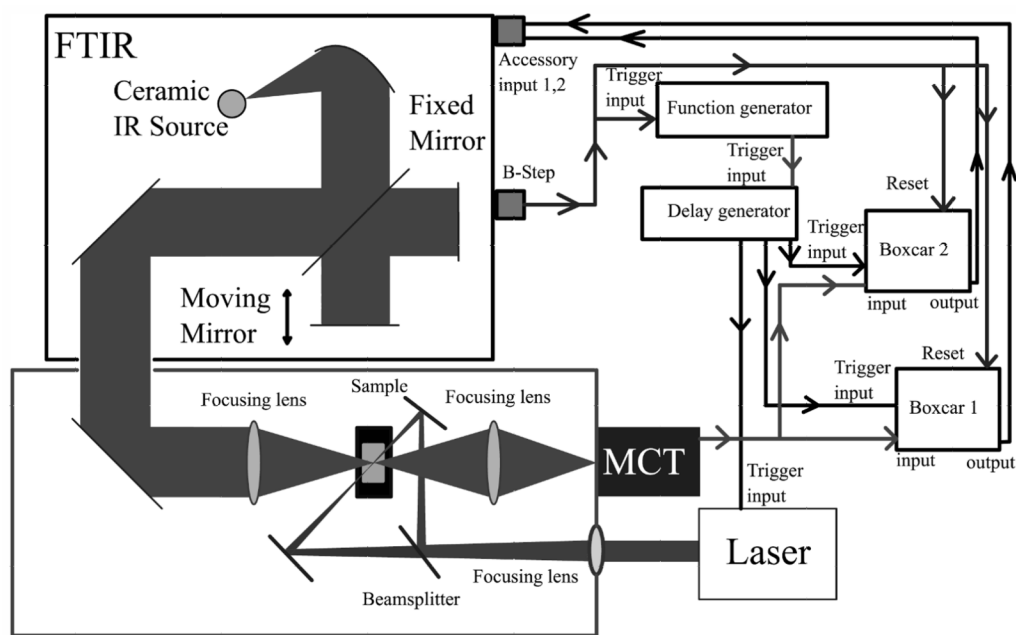 FTIR
Ceramic
IR Source
Fixed
Mirror
Moving
Mirror
Accessory
input 1,2
B-Step
Trigger
input
Function generator
Trigger
input
Delay generator
Trigger
input
Reset
Boxcar 2
input
output
Reset
Trigger
input
Boxcar 1
input
output
Sample
Focusing lens
Focusing lens
MCT
Trigger
input
Laser
Focusing lens
Beamsplitter